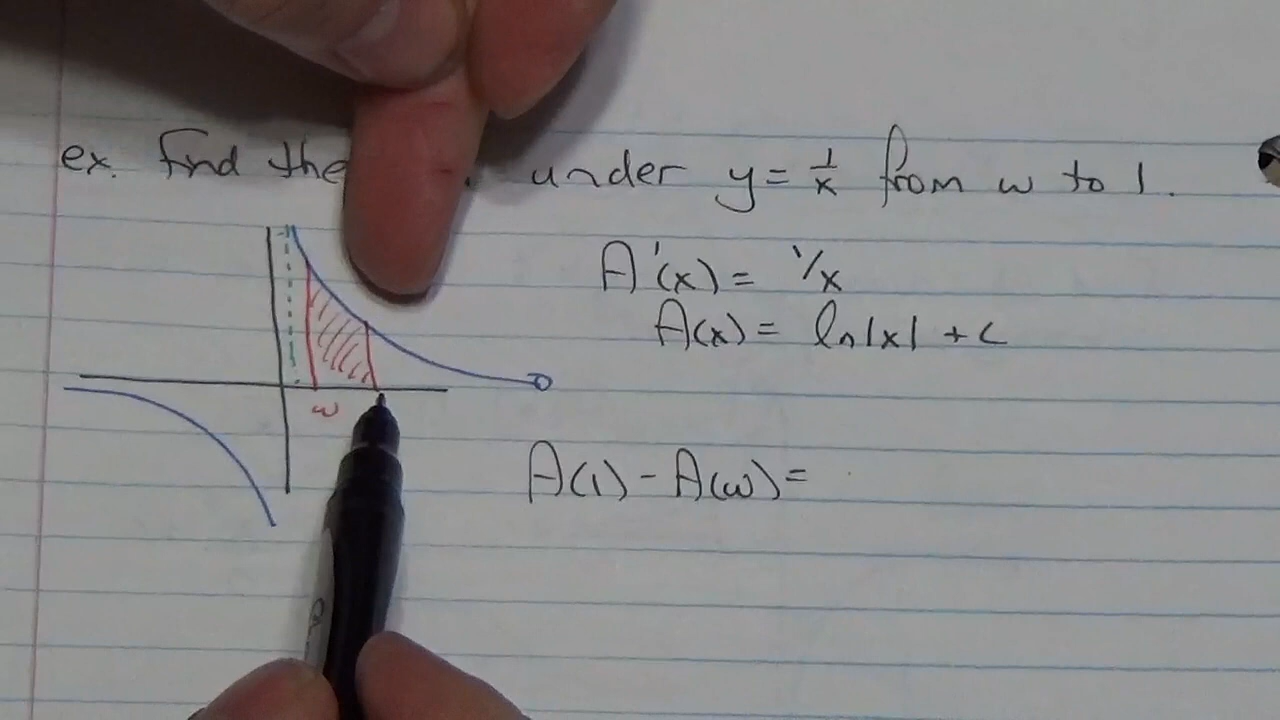 ex. find the under y = 1/x from w to 1.
A'(x) = 1/x
A(x) = ln|x| + c
w
A(1) - A(w) =